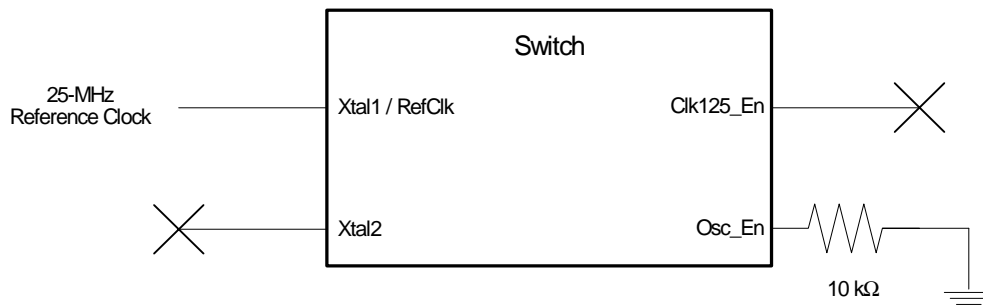 Switch
25-MHz
Reference Clock
Xtal1 / RefClk
Clk125_En
Xtal2
Osc_En
10 kΩ